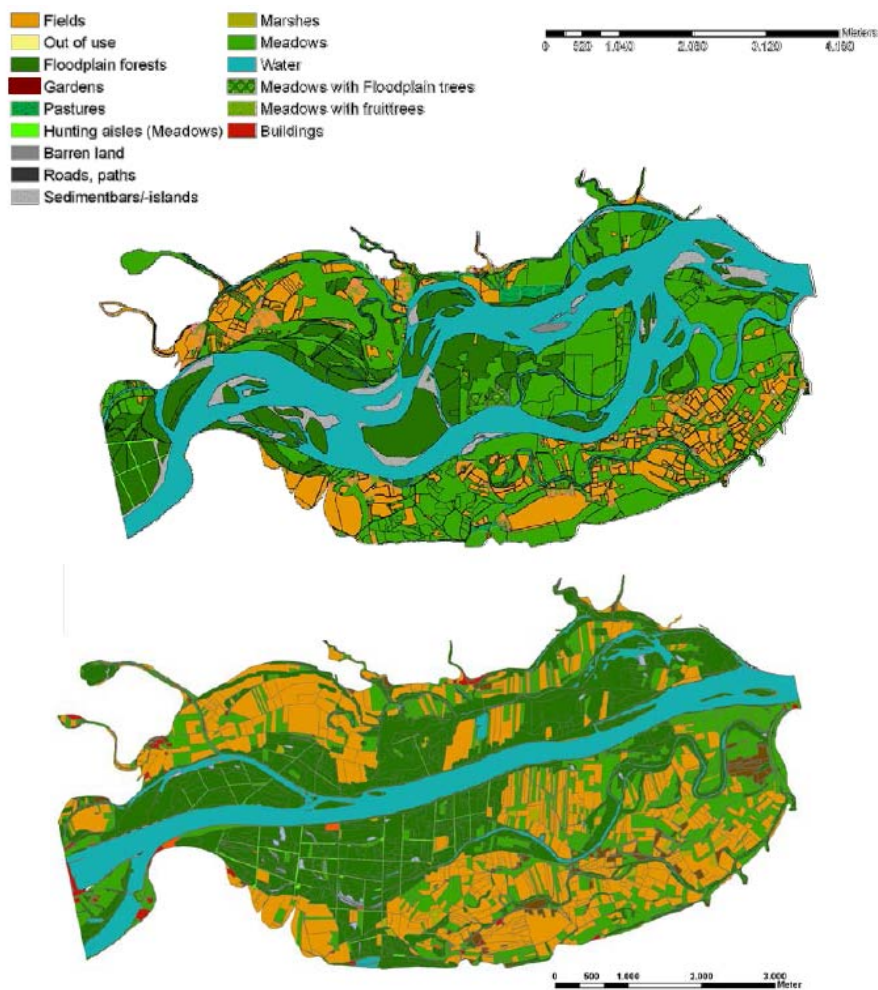 Fields
Out of use
Floodplain forests
Gardens
Pastures
Hunting aisles (Meadows)
Barren land
Roads, paths
Sedimentbars/-islands
Marshes
Meadows
Water
Meadows with Floodplain trees
Meadows with fruittrees
Buildings
Meters
0 520 1.040 2.080 3.120 4.160
0 500 1.000 2.000 3.000
Meter